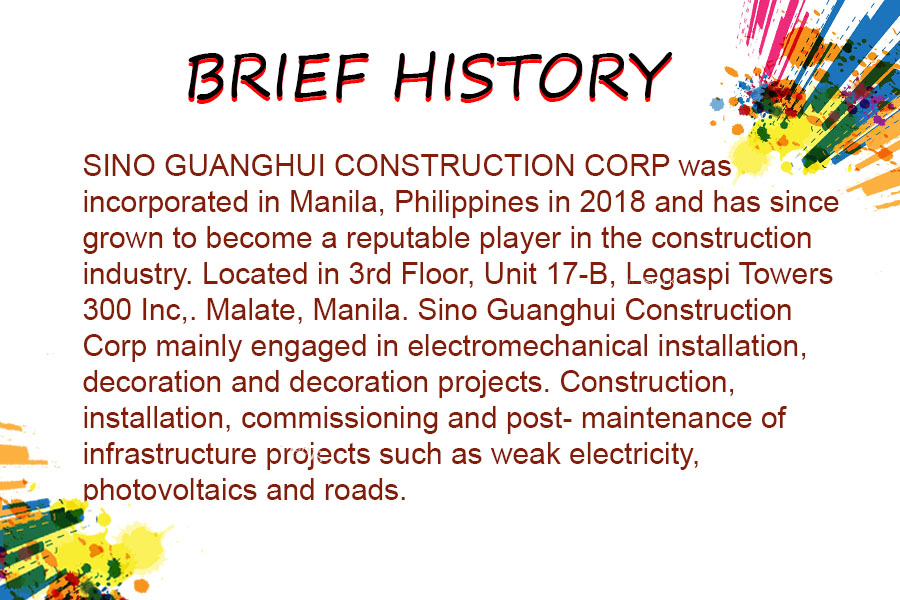 BRIEF HISTORY
SINO GUANGHUI CONSTRUCTION CORP was
incorporated in Manila, Philippines in 2018 and has since
grown to become a reputable player in the construction
industry. Located in 3rd Floor, Unit 17-B, Legaspi Towers
300 Inc,. Malate, Manila. Sino Guanghui Construction
Corp mainly engaged in electromechanical installation,
decoration and decoration projects. Construction,
installation, commissioning and post- maintenance of
infrastructure projects such as weak electricity,
photovoltaics and roads.